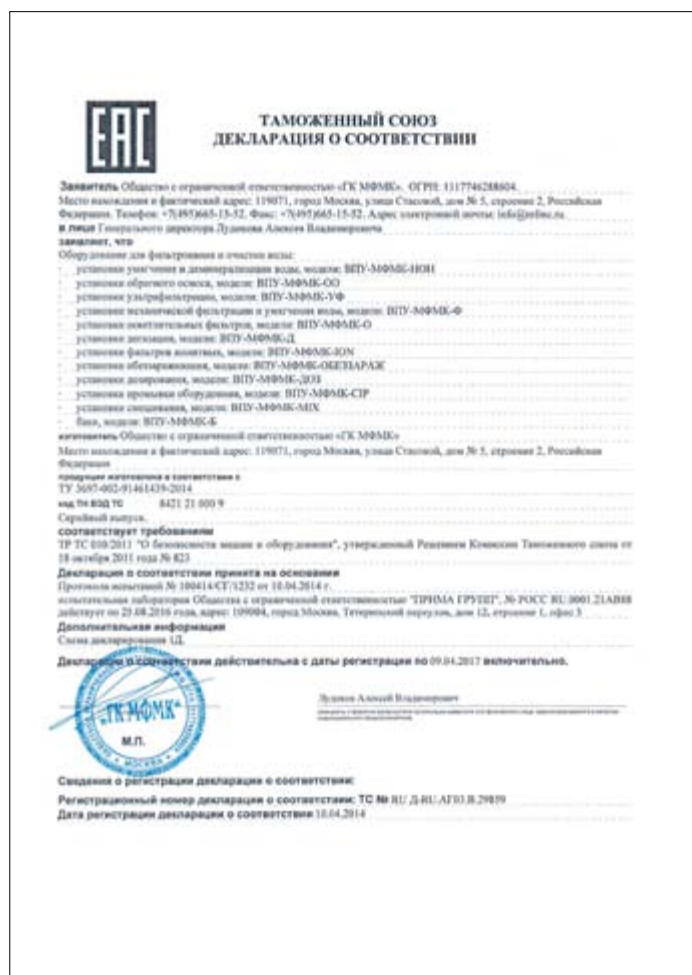 EAC
ТАМОЖЕННЫЙ СОЮЗ
ДЕКЛАРАЦИЯ О СООТВЕТСТВИИ
Заявитель Общество с ограниченной ответственностью «ГК МФМК». ОГРН: 1117746288604.
Место нахождения и фактический адрес: 119071, город Москва, улица Стасовой, дом № 5, строение 2, Российская
Федерация. Телефон: +7(495)665-15-52. Факс: +7(495)665-15-52. Адрес электронной почты:
в лице Генерального директора Лудикова Алексея Владимировича
заявляет, что
Оборудование для фильтрования и очистки воды:
- установки умягчения и деминерализации воды, модели: ВПУ-МФМК-ИОН
- установки обратного осмоса, модели: ВПУ-МФМК-ОО
- установки ультрафильтрации, модели: ВПУ-МФМК-УФ
- установки механической фильтрации и умягчения воды, модели: ВПУ-МФМК-Ф
- установки осветлительных фильтров, модели: ВПУ-МФМК-О
- установки дегазации, модели: ВПУ-МФМК-Д
- установки фильтров ионитных, модели: ВПУ-МФМК-ION
- установки обеззараживания, модели: ВПУ-МФМК-ОБЕЗЗАРАЖ
- установки дозирования, модели: ВПУ-МФМК-ДОЗ
- установки промывки оборудования, модели: ВПУ-МФМК-CIP
- установки смешивания, модели: ВПУ-МФМК-MIX
- баки, модели: ВПУ-МФМК-Б
изготовитель Общество с ограниченной ответственностью «ГК МФМК»
Место нахождения и фактический адрес: 119071, город Москва, улица Стасовой, дом № 5, строение 2, Российская
Федерация
продукция изготовлена в соответствии с
ТУ 3697-002-91461439-2014
код ТН ВЭД ТС 8421 21 000 9
Серийный выпуск.
соответствует требованиям
ТР ТС 010/2011 "О безопасности машин и оборудования", утвержденный Решением Комиссии Таможенного союза от
18 октября 2011 года № 823
Декларация о соответствии принята на основании
Протокола испытаний № 100414/СГ/1232 от 10.04.2014 г.
испытательная лаборатория Общества с ограниченной ответственностью "ПРИМА ГРУПП", № РОСС RU.0001.21АВ88
действует по 25.08.2016 года, адрес: 109004, город Москва, Тетеринский переулок, дом 12, строение 1, офис 3
Дополнительная информация
Схема декларирования 1Д.
Декларация о соответствии действительна с даты регистрации по 09.04.2017 включительно.
"ГК МФМК"
М.П.
МОСКВА
Алексей Владимирович
Сведения о регистрации декларации о соответствии:
Регистрационный номер декларации о соответствии: ТС № RU Д-RU.АГ03.В.29859
Дата регистрации декларации о соответствии 10.04.2014